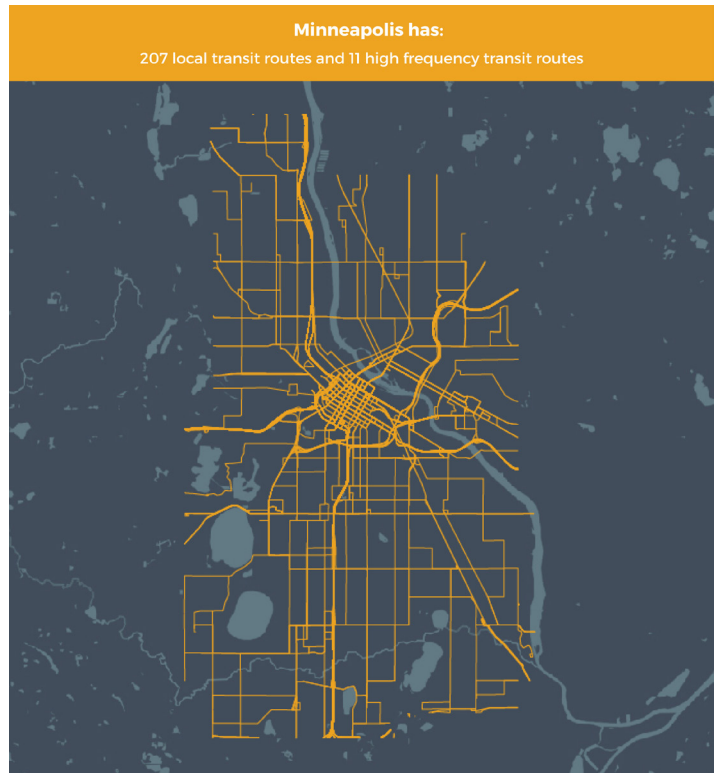 Minneapolis has:
207 local transit routes and 11 high frequency transit routes